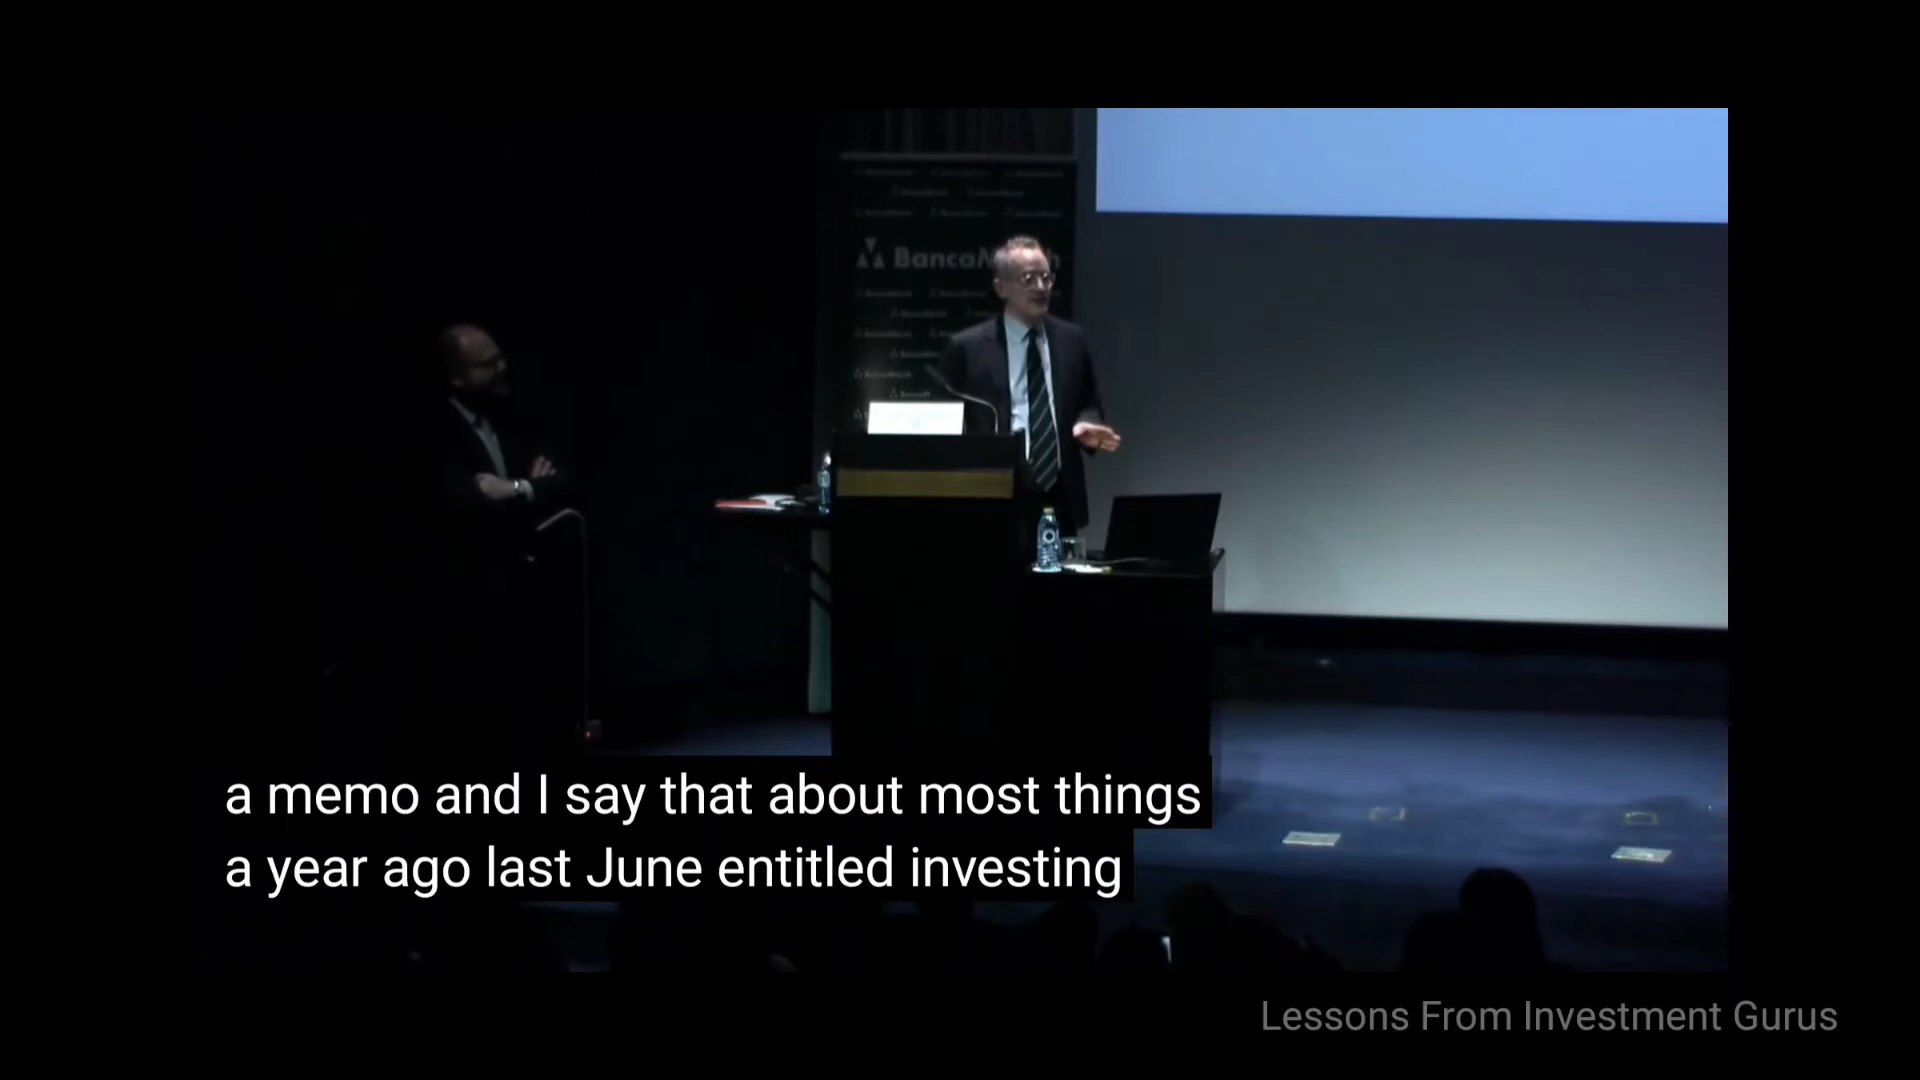 a memo and I say that about most things
a year ago last June entitled investing
Lessons From Investment Gurus